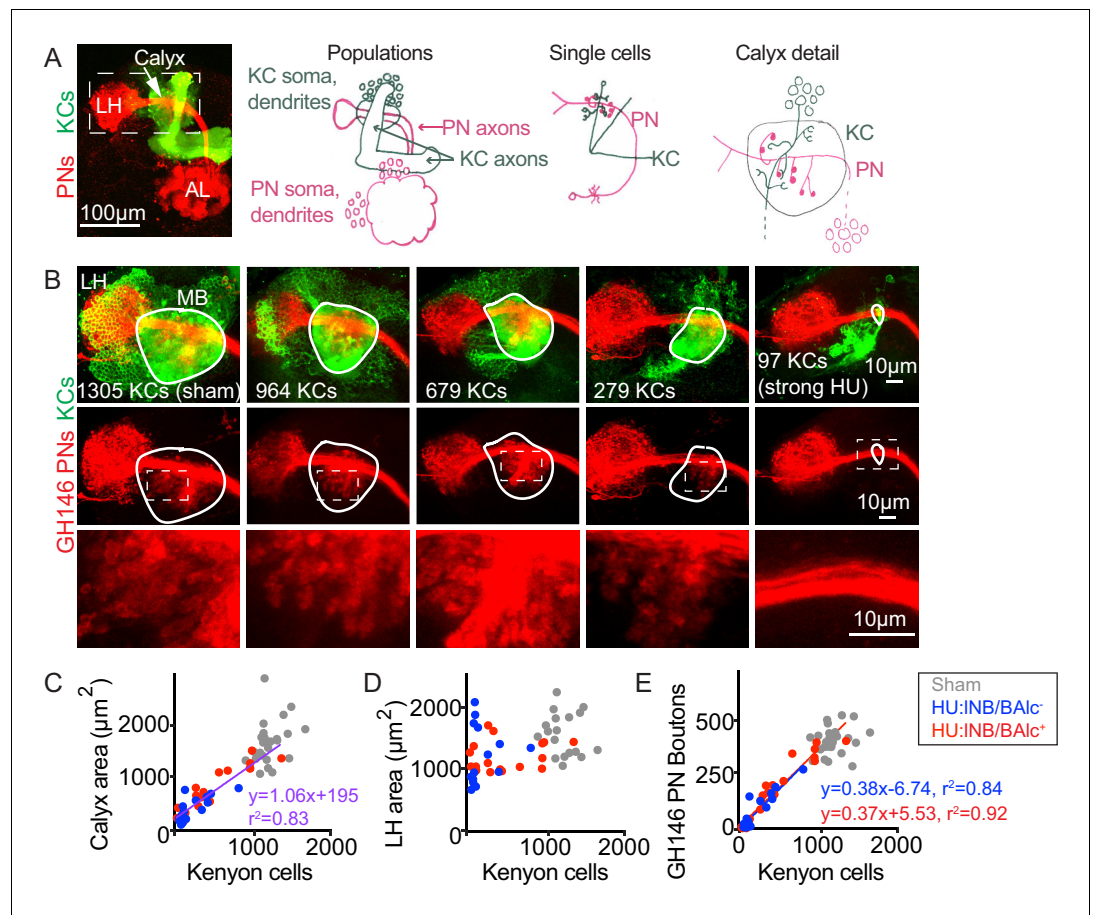 A
PNs KCs
Calyx
LH
AL
100µm
Populations
KC soma,
dendrites
PN axons
KC axons
PN soma,
dendrites
Single cells
PN
KC
Calyx detail
KC
PN
B
GH146 PNs KCs
LH
MB
1305 KCs (sham)
964 KCs
679 KCs
279 KCs
97 KCs
(strong HU)
10µm
10µm
10µm
C
Calyx area (µm²)
2000
1000
0
y=1.06x+195
r²=0.83
0 1000 2000
Kenyon cells
D
LH area (µm²)
2000
1000
0
0 1000 2000
Kenyon cells
E
GH146 PN Boutons
500
250
0
y=0.38x-6.74, r²=0.84
y=0.37x+5.53, r²=0.92
0 1000 2000
Kenyon cells
Sham
HU:lNB/BAlc⁻
HU:lNB/BAlc⁺